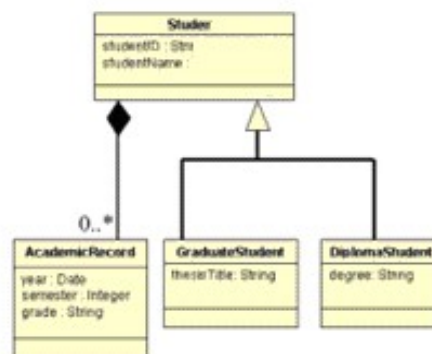 Studer
studentID : Stri
studentName :
0..*
AcademicRecord
year : Date
semester : Integer
grade : String
GraduateStudent
thesisTitle: String
DiplomaStudent
degree: String